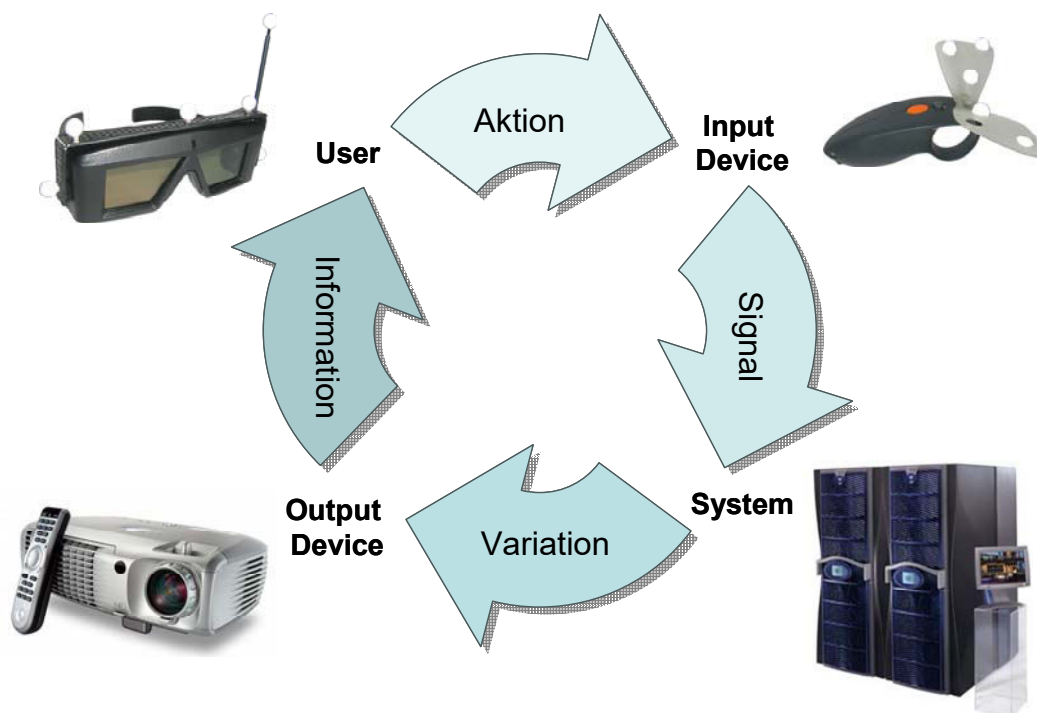 Aktion
User
Input
Device
Information
Signal
Output
Device
System
Variation